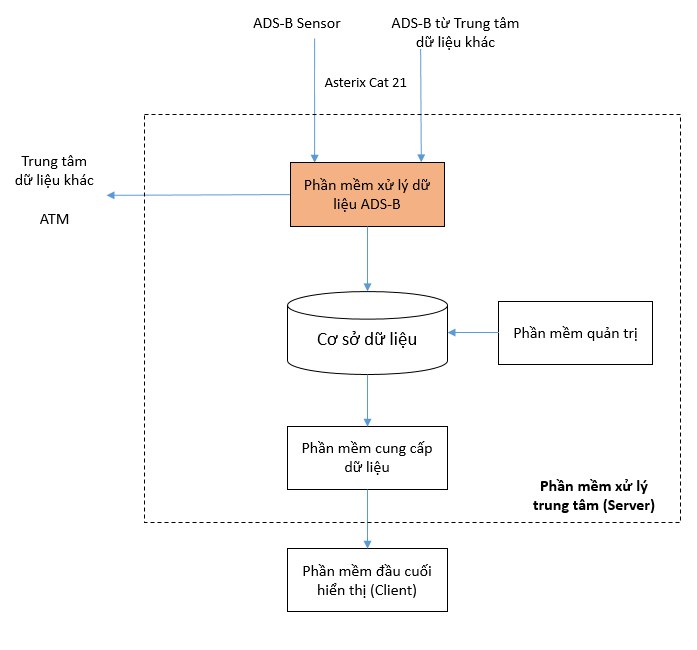 ADS-B Sensor
ADS-B từ Trung tâm
dữ liệu khác
Asterix Cat 21
Trung tâm
dữ liệu khác
ATM
Phần mềm xử lý dữ
liệu ADS-B
Cơ sở dữ liệu
Phần mềm quản trị
Phần mềm cung cấp
dữ liệu
Phần mềm xử lý
trung tâm (Server)
Phần mềm đầu cuối
hiển thị (Client)